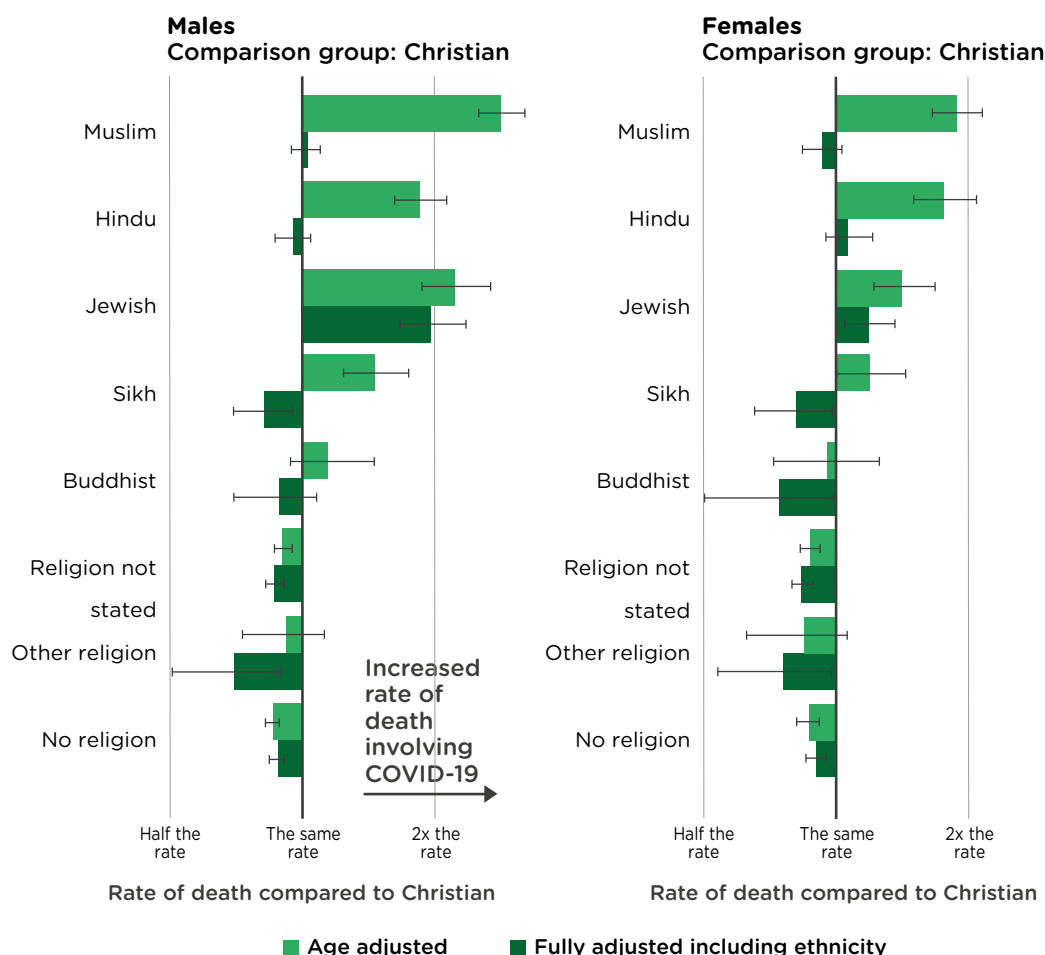 Males
Comparison group: Christian
Muslim
Hindu
Jewish
Sikh
Buddhist
Religion not
stated
Other religion
No religion
Increased
rate of
death
involving
COVID-19
Half the
rate
The same
rate
2x the
rate
Rate of death compared to Christian
Females
Comparison group: Christian
Muslim
Hindu
Jewish
Sikh
Buddhist
Religion not
stated
Other religion
No religion
Half the
rate
The same
rate
2x the
rate
Rate of death compared to Christian
Age adjusted
Fully adjusted including ethnicity